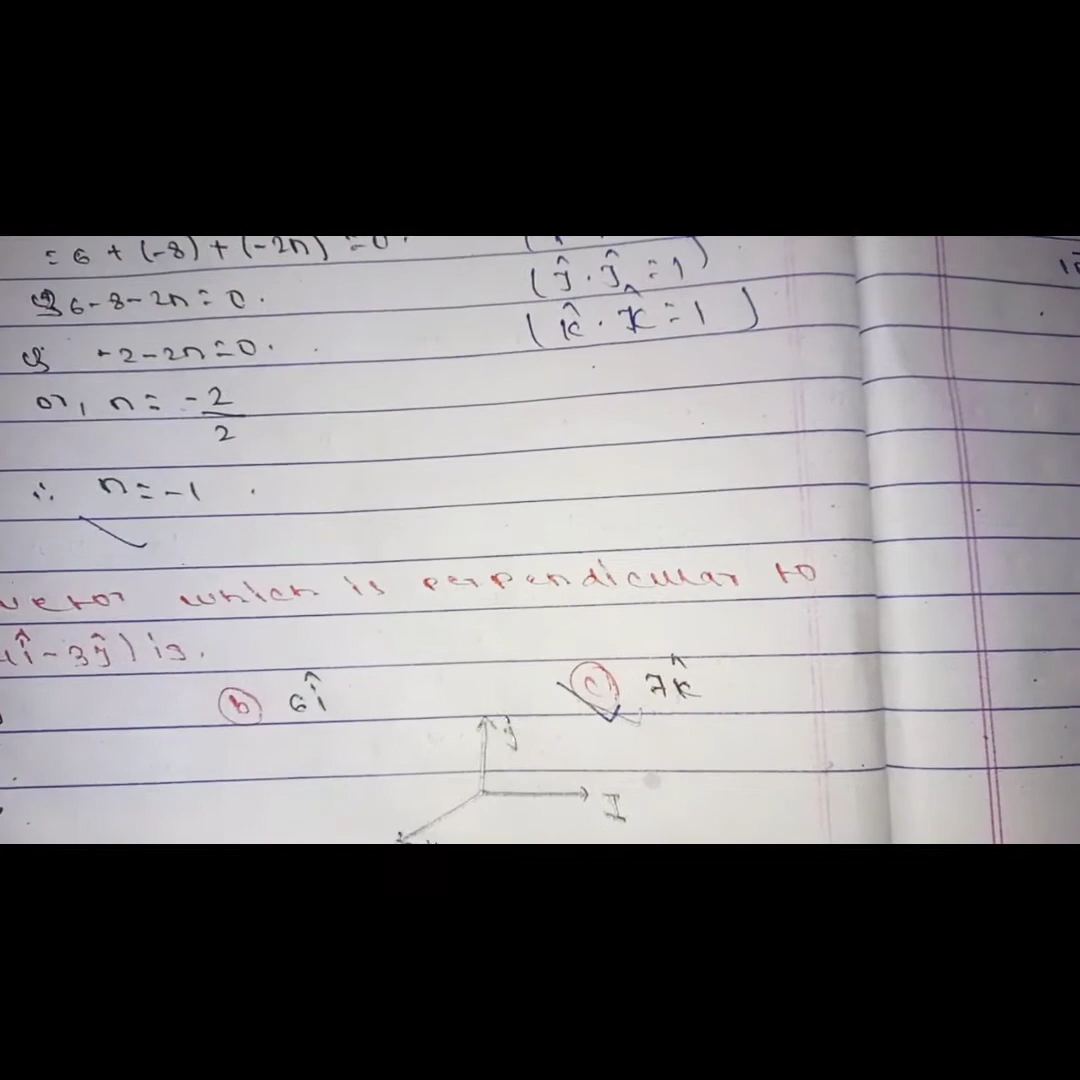 = 6 + (-8) + (-2n) = 0.
6 - 8 - 2n = 0.
(ĵ . ĵ = 1)
- 2 - 2n = 0.
(k̂ . k̂ = 1)
or, n = -2/2
∴ n = -1
which is perpendicular to
î - 3ĵ) is.
(b) 6î
(c) 7k̂
ĵ
I